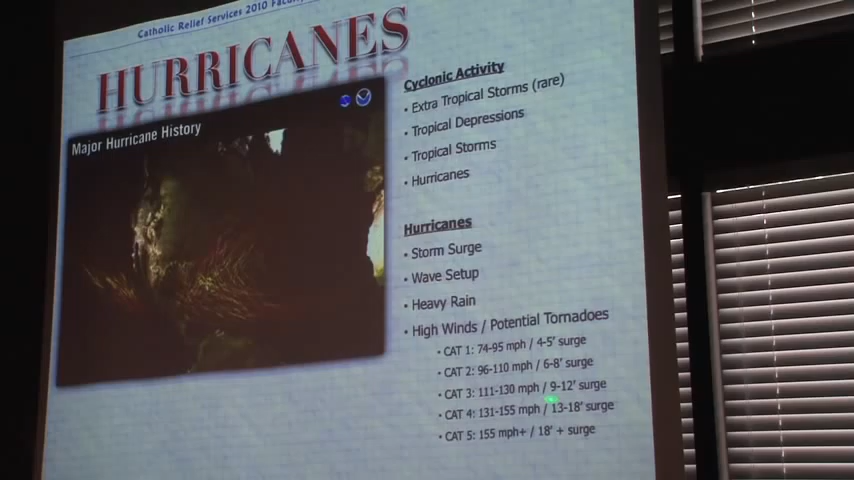 Catholic Relief Services 2010
HURRICANES
Major Hurricane History
Cyclonic Activity
• Extra Tropical Storms (rare)
• Tropical Depressions
• Tropical Storms
• Hurricanes
Hurricanes
• Storm Surge
• Wave Setup
• Heavy Rain
• High Winds / Potential Tornadoes
• CAT 1: 74-95 mph / 4-5' surge
• CAT 2: 96-110 mph / 6-8' surge
• CAT 3: 111-130 mph / 9-12' surge
• CAT 4: 131-155 mph / 13-18' surge
• CAT 5: 155 mph+ / 18' + surge